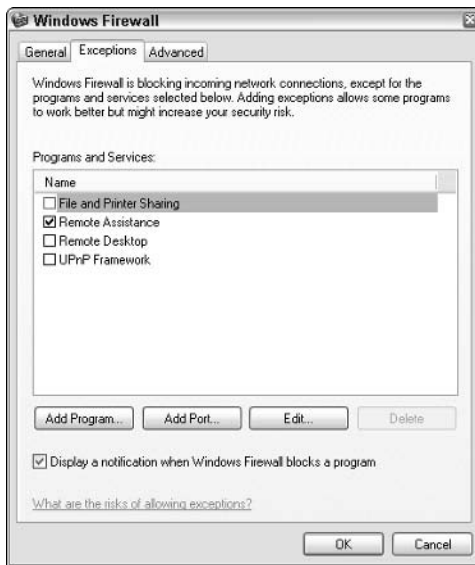 Windows Firewall
General Exceptions Advanced
Windows Firewall is blocking incoming network connections, except for the
programs and services selected below. Adding exceptions allows some programs
to work better but might increase your security risk.
Programs and Services:
Name
File and Printer Sharing
Remote Assistance
Remote Desktop
UPnP Framework
Add Program... Add Port... Edit... Delete
Display a notification when Windows Firewall blocks a program
What are the risks of allowing exceptions?
OK Cancel